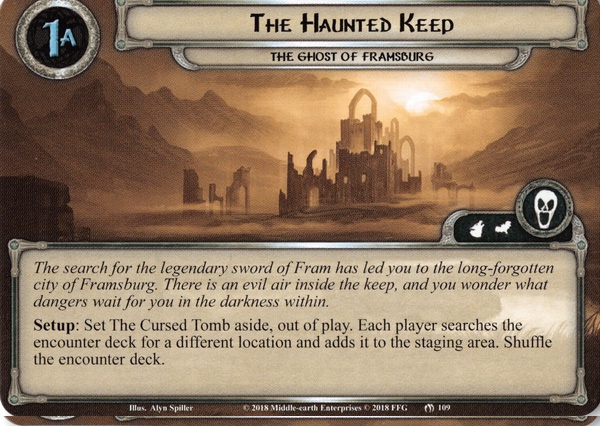 1A
THE HAUNTED KEEP
THE GHOST OF FRAMSBURG
The search for the legendary sword of Fram has led you to the long-forgotten
city of Framsburg. There is an evil air inside the keep, and you wonder what
dangers wait for you in the darkness within.
Setup: Set The Cursed Tomb aside, out of play. Each player searches the
encounter deck for a different location and adds it to the staging area. Shuffle
the encounter deck.
Illus. Alyn Spiller © 2018 Middle-earth Enterprises © 2018 FFG 109